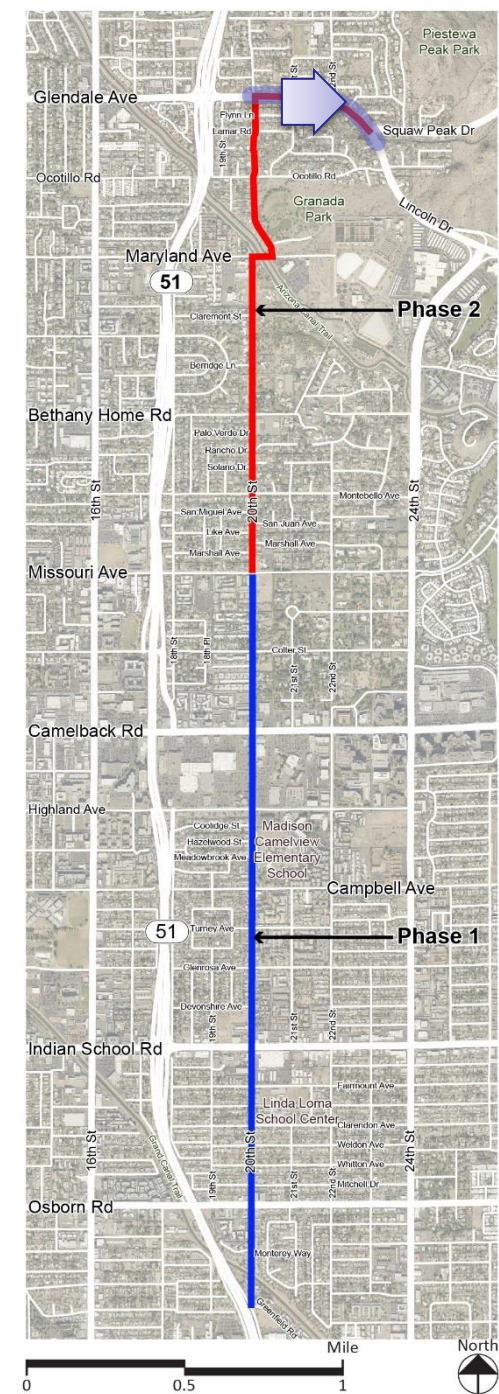 Piestewa
Peak Park
Glendale Ave
nd St
Flynn Ln
Lamar Rd
19th St
Squaw Peak Dr
Ocotillo Rd
Ocotillo Rd
Granada
Park
Lincoln Dr
Maryland Ave
51
Arizona Canal Trail
Claremont St
Phase 2
Berridge Ln
Bethany Home Rd
Palo Verde Dr
Rancho Dr
Solano Dr
16th St
20th St
24th St
Montebello Ave
San Miguel Ave
San Juan Ave
Luke Ave
Marshall Ave
Marshall Ave
Missouri Ave
18th St
18th Pl
Colter St
21st St
22nd St
Camelback Rd
Highland Ave
Coolidge St
Hazelwood St
Meadowbrook Ave
Madison
Camelview
Elementary
School
Campbell Ave
51
Turney Ave
Phase 1
Glenrosa Ave
Devonshire Ave
19th St
21st St
22nd St
Indian School Rd
Fairmount Ave
Linda Loma
School Center
Clarendon Ave
Weldon Ave
Whitton Ave
Mitchell Dr
16th St
Grand Canal Trail
19th St
20th St
21st St
22nd St
24th St
Osborn Rd
Monterey Way
Greenfield Rd
Mile
North
0
0.5
1